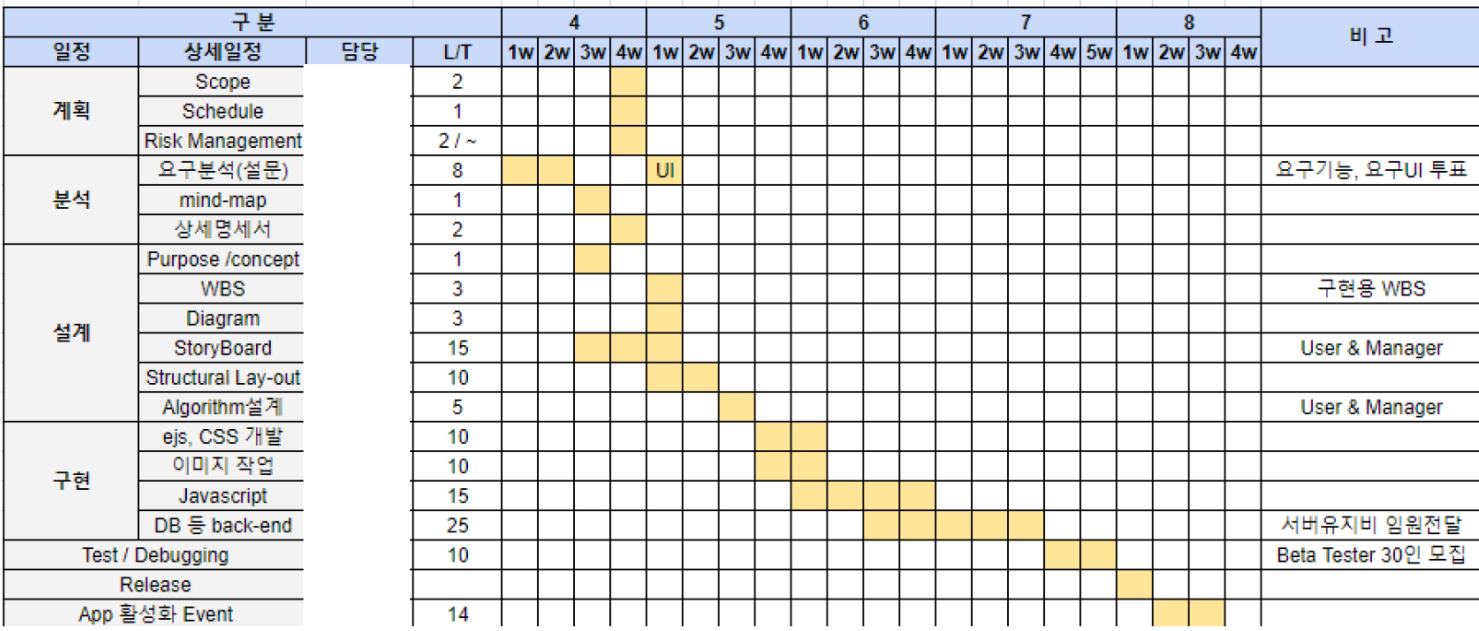 구 분 4 5 6 7 8 비 고
일정 상세일정 담당 L/T 1w 2w 3w 4w 1w 2w 3w 4w 1w 2w 3w 4w 1w 2w 3w 4w 5w 1w 2w 3w 4w
계획 Scope 2
Schedule 1
Risk Management 2 / ~
분석 요구분석(설문) 8 UI 요구기능, 요구UI 투표
mind-map 1
상세명세서 2
설계 Purpose /concept 1
WBS 3 구현용 WBS
Diagram 3
StoryBoard 15 User & Manager
Structural Lay-out 10
Algorithm설계 5 User & Manager
구현 ejs, CSS 개발 10
이미지 작업 10
Javascript 15
DB 등 back-end 25 서버유지비 임원전달
Test / Debugging 10 Beta Tester 30인 모집
Release
App 활성화 Event 14